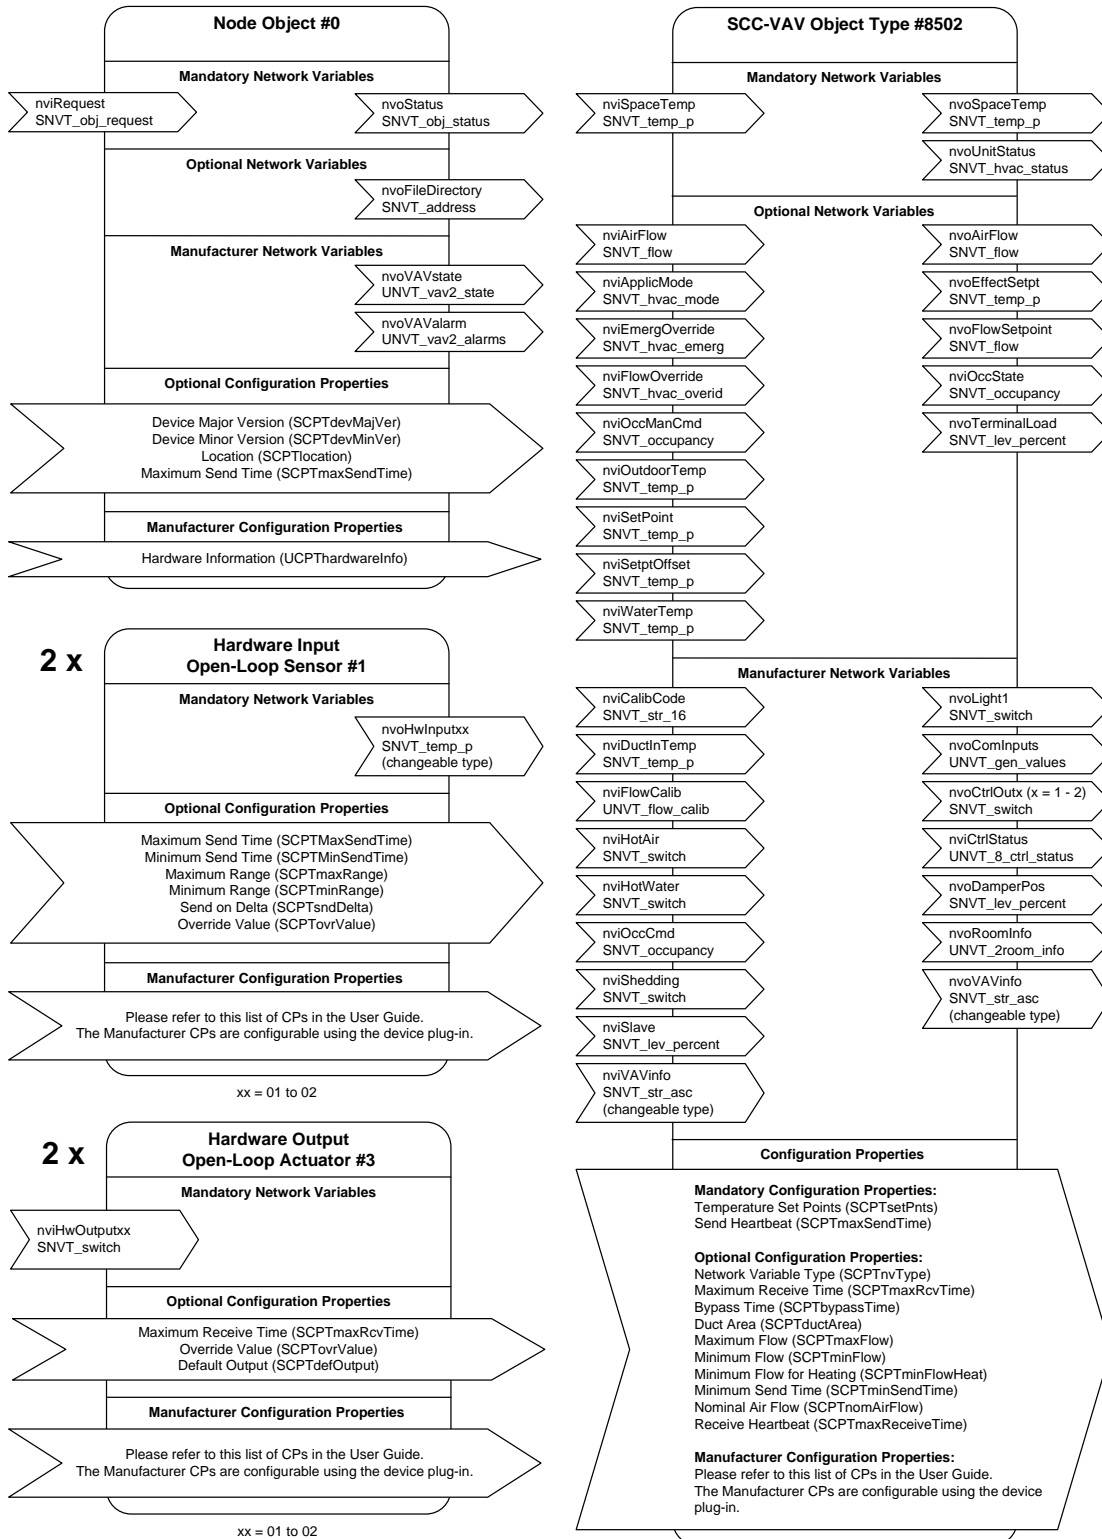 Node Object #0
Mandatory Network Variables
nviRequest
SNVT_obj_request
nvoStatus
SNVT_obj_status
Optional Network Variables
nvoFileDirectory
SNVT_address
Manufacturer Network Variables
nvoVAVstate
UNVT_vav2_state
nvoVAValarm
UNVT_vav2_alarms
Optional Configuration Properties
Device Major Version (SCPTdevMajVer)
Device Minor Version (SCPTdevMinVer)
Location (SCPTlocation)
Maximum Send Time (SCPTmaxSendTime)
Manufacturer Configuration Properties
Hardware Information (UCPThardwareInfo)
2 x
Hardware Input
Open-Loop Sensor #1
Mandatory Network Variables
nvoHwInputxx
SNVT_temp_p
(changeable type)
Optional Configuration Properties
Maximum Send Time (SCPTMaxSendTime)
Minimum Send Time (SCPTMinSendTime)
Maximum Range (SCPTmaxRange)
Minimum Range (SCPTminRange)
Send on Delta (SCPTsndDelta)
Override Value (SCPTovrValue)
Manufacturer Configuration Properties
Please refer to this list of CPs in the User Guide.
The Manufacturer CPs are configurable using the device plug-in.
xx = 01 to 02
2 x
Hardware Output
Open-Loop Actuator #3
Mandatory Network Variables
nviHwOutputxx
SNVT_switch
Optional Configuration Properties
Maximum Receive Time (SCPTmaxRcvTime)
Override Value (SCPTovrValue)
Default Output (SCPTdefOutput)
Manufacturer Configuration Properties
Please refer to this list of CPs in the User Guide.
The Manufacturer CPs are configurable using the device plug-in.
xx = 01 to 02
SCC-VAV Object Type #8502
Mandatory Network Variables
nviSpaceTemp
SNVT_temp_p
nvoSpaceTemp
SNVT_temp_p
nvoUnitStatus
SNVT_hvac_status
Optional Network Variables
nviAirFlow
SNVT_flow
nviApplicMode
SNVT_hvac_mode
nviEmergOverride
SNVT_hvac_emerg
nviFlowOverride
SNVT_hvac_overid
nviOccManCmd
SNVT_occupancy
nviOutdoorTemp
SNVT_temp_p
nviSetPoint
SNVT_temp_p
nviSetptOffset
SNVT_temp_p
nviWaterTemp
SNVT_temp_p
nvoAirFlow
SNVT_flow
nvoEffectSetpt
SNVT_temp_p
nvoFlowSetpoint
SNVT_flow
nviOccState
SNVT_occupancy
nvoTerminalLoad
SNVT_lev_percent
Manufacturer Network Variables
nviCalibCode
SNVT_str_16
nviDuctInTemp
SNVT_temp_p
nviFlowCalib
UNVT_flow_calib
nviHotAir
SNVT_switch
nviHotWater
SNVT_switch
nviOccCmd
SNVT_occupancy
nviShedding
SNVT_switch
nviSlave
SNVT_lev_percent
nviVAVinfo
SNVT_str_asc
(changeable type)
nvoLight1
SNVT_switch
nvoComInputs
UNVT_gen_values
nvoCtrlOutx (x = 1 - 2)
SNVT_switch
nviCtrlStatus
UNVT_8_ctrl_status
nvoDamperPos
SNVT_lev_percent
nvoRoomInfo
UNVT_2room_info
nvoVAVinfo
SNVT_str_asc
(changeable type)
Configuration Properties
Mandatory Configuration Properties:
Temperature Set Points (SCPTsetPnts)
Send Heartbeat (SCPTmaxSendTime)
Optional Configuration Properties:
Network Variable Type (SCPTnvType)
Maximum Receive Time (SCPTmaxRcvTime)
Bypass Time (SCPTbypassTime)
Duct Area (SCPTductArea)
Maximum Flow (SCPTmaxFlow)
Minimum Flow (SCPTminFlow)
Minimum Flow for Heating (SCPTminFlowHeat)
Minimum Send Time (SCPTminSendTime)
Nominal Air Flow (SCPTnomAirFlow)
Receive Heartbeat (SCPTmaxReceiveTime)
Manufacturer Configuration Properties:
Please refer to this list of CPs in the User Guide.
The Manufacturer CPs are configurable using the device
plug-in.